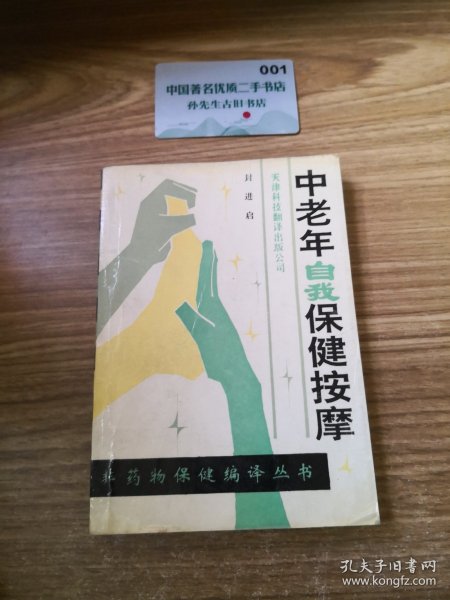 001
中国著名优质二手书店
孙先生古旧书店
中老年自我保健按摩
天津科技翻译出版公司
封进启
非药物保健编译丛书
孔夫子旧书网
www.kongfz.com